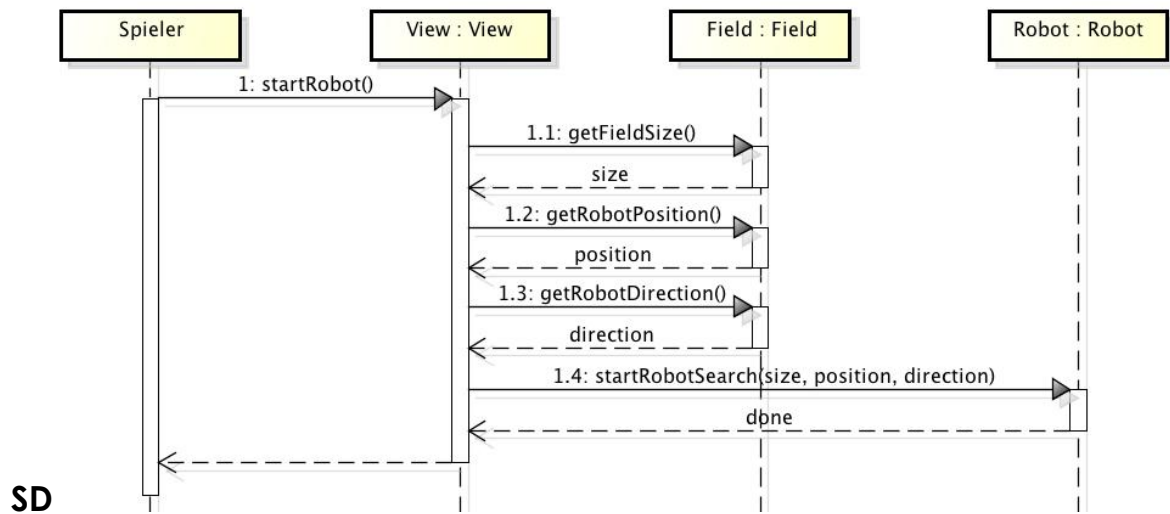 Spieler
View : View
Field : Field
Robot : Robot
1: startRobot()
1.1: getFieldSize()
size
1.2: getRobotPosition()
position
1.3: getRobotDirection()
direction
1.4: startRobotSearch(size, position, direction)
done
SD